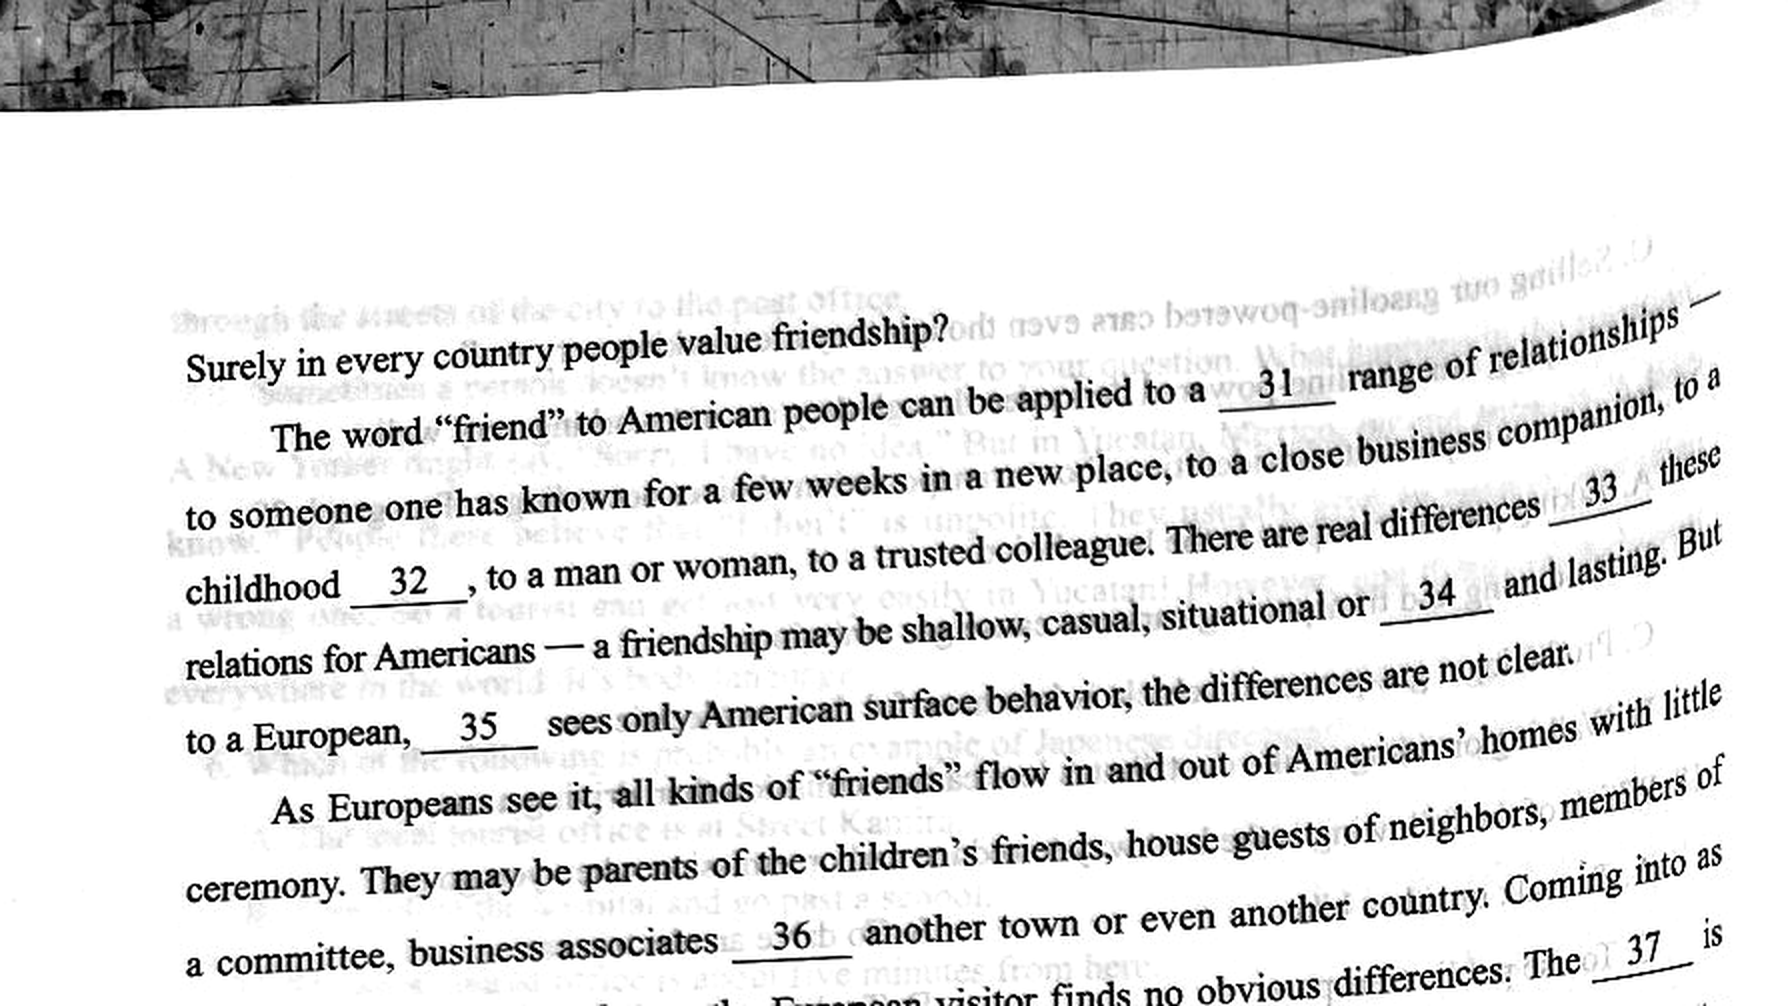 Surely in every country people value friendship?
The word “friend” to American people can be applied to a 31 range of relationships —
to someone one has known for a few weeks in a new place, to a close business companion, to a
childhood 32 , to a man or woman, to a trusted colleague. There are real differences 33 these
relations for Americans — a friendship may be shallow, casual, situational or 34 and lasting. But
to a European, 35 sees only American surface behavior, the differences are not clear.
As Europeans see it, all kinds of “friends” flow in and out of Americans’ homes with little
ceremony. They may be parents of the children’s friends, house guests of neighbors, members of
a committee, business associates 36 another town or even another country. Coming into as
European visitor finds no obvious differences. The 37 is